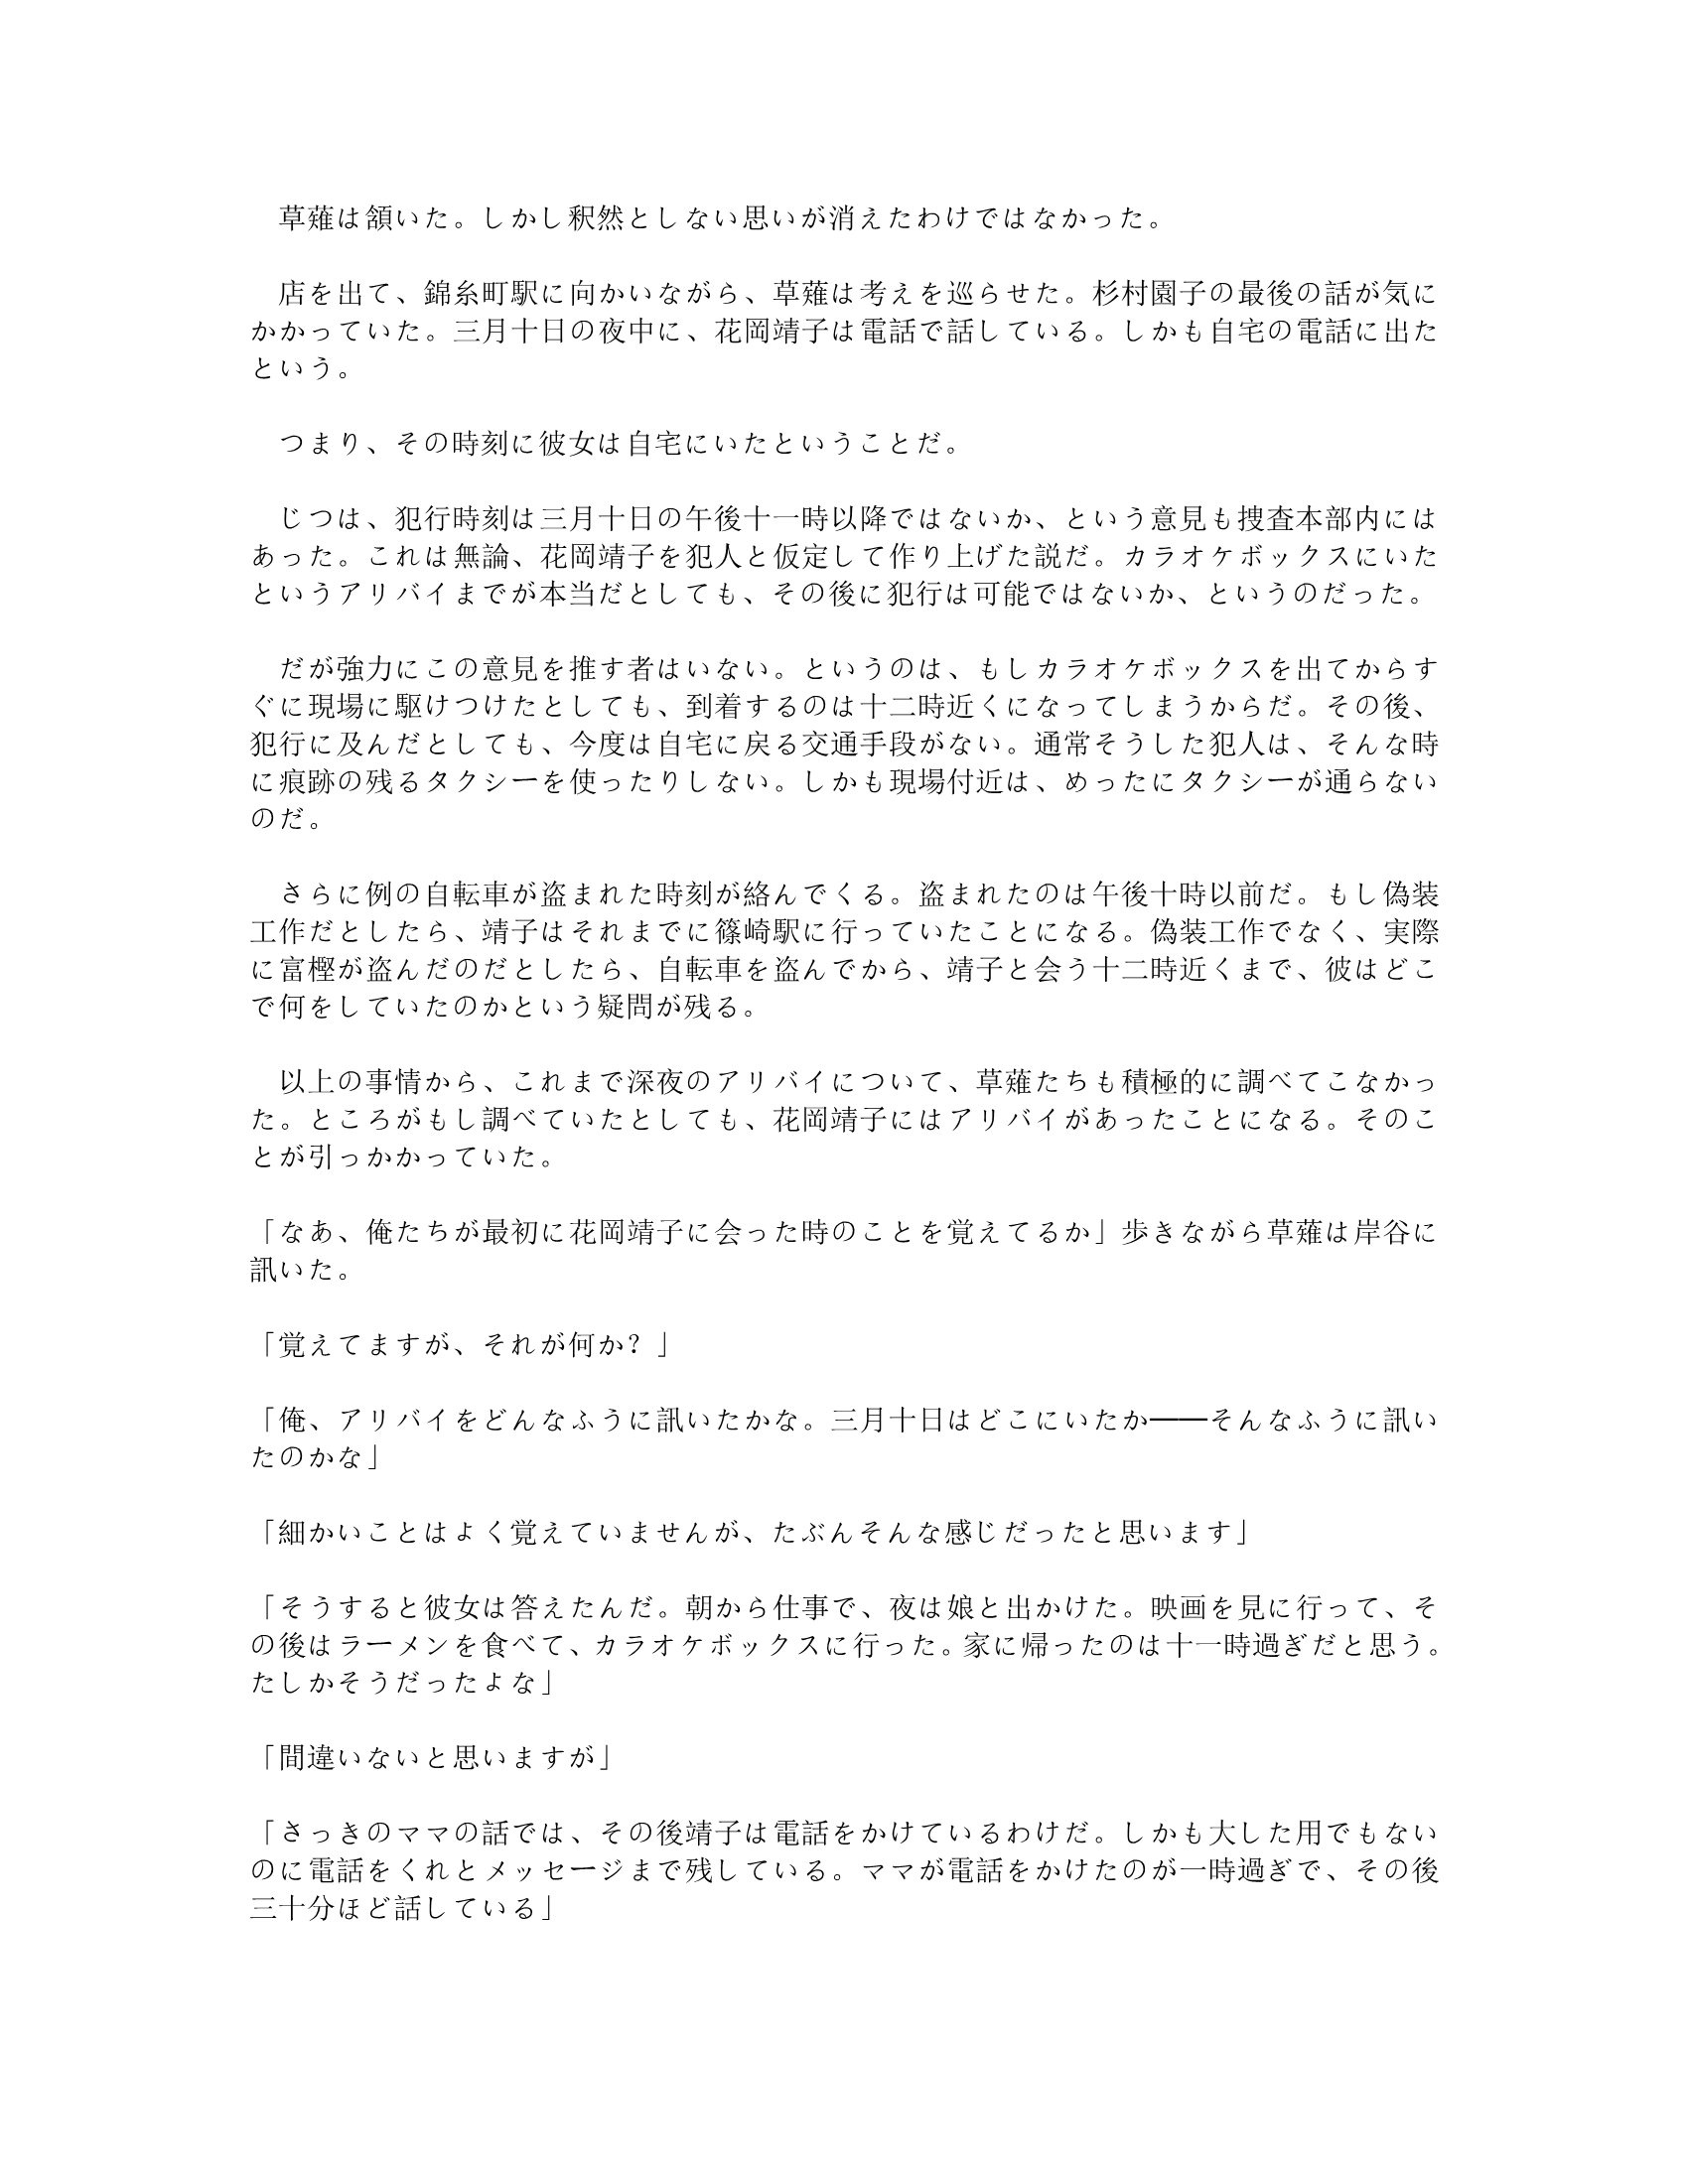 草薙は頷いた。しかし釈然としない思いが消えたわけではなかった。
　店を出て、錦糸町駅に向かいながら、草薙は考えを巡らせた。杉村園子の最後の話が気に
かかっていた。三月十日の夜中に、花岡靖子は電話で話している。しかも自宅の電話に出た
という。
　つまり、その時刻に彼女は自宅にいたということだ。
　じつは、犯行時刻は三月十日の午後十一時以降ではないか、という意見も捜査本部内には
あった。これは無論、花岡靖子を犯人と仮定して作り上げた説だ。カラオケボックスにいた
というアリバイまでが本当だとしても、その後に犯行は可能ではないか、というのだった。
　だが強力にこの意見を推す者はいない。というのは、もしカラオケボックスを出てからす
ぐに現場に駆けつけたとしても、到着するのは十二時近くになってしまうからだ。その後、
犯行に及んだとしても、今度は自宅に戻る交通手段がない。通常そうした犯人は、そんな時
に痕跡の残るタクシーを使ったりしない。しかも現場付近は、めったにタクシーが通らない
のだ。
　さらに例の自転車が盗まれた時刻が絡んでくる。盗まれたのは午後十時以前だ。もし偽装
工作だとしたら、靖子はそれまでに篠崎駅に行っていたことになる。偽装工作でなく、実際
に富樫が盗んだのだとしたら、自転車を盗んでから、靖子と会う十二時近くまで、彼はどこ
で何をしていたのかという疑問が残る。
　以上の事情から、これまで深夜のアリバイについて、草薙たちも積極的に調べてこなかっ
た。ところがもし調べていたとしても、花岡靖子にはアリバイがあったことになる。そのこ
とが引っかかっていた。
「なあ、俺たちが最初に花岡靖子に会った時のことを覚えてるか」歩きながら草薙は岸谷に
訊いた。
「覚えてますが、それが何か？」
「俺、アリバイをどんなふうに訊いたかな。三月十日はどこにいたか――そんなふうに訊い
たのかな」
「細かいことはよく覚えていませんが、たぶんそんな感じだったと思います」
「そうすると彼女は答えたんだ。朝から仕事で、夜は娘と出かけた。映画を見に行って、そ
の後はラーメンを食べて、カラオケボックスに行った。家に帰ったのは十一時過ぎだと思う。
たしかそうだったよな」
「間違いないと思いますが」
「さっきのママの話では、その後靖子は電話をかけているわけだ。しかも大した用でもない
のに電話をくれとメッセージまで残している。ママが電話をかけたのが一時過ぎで、その後
三十分ほど話している」